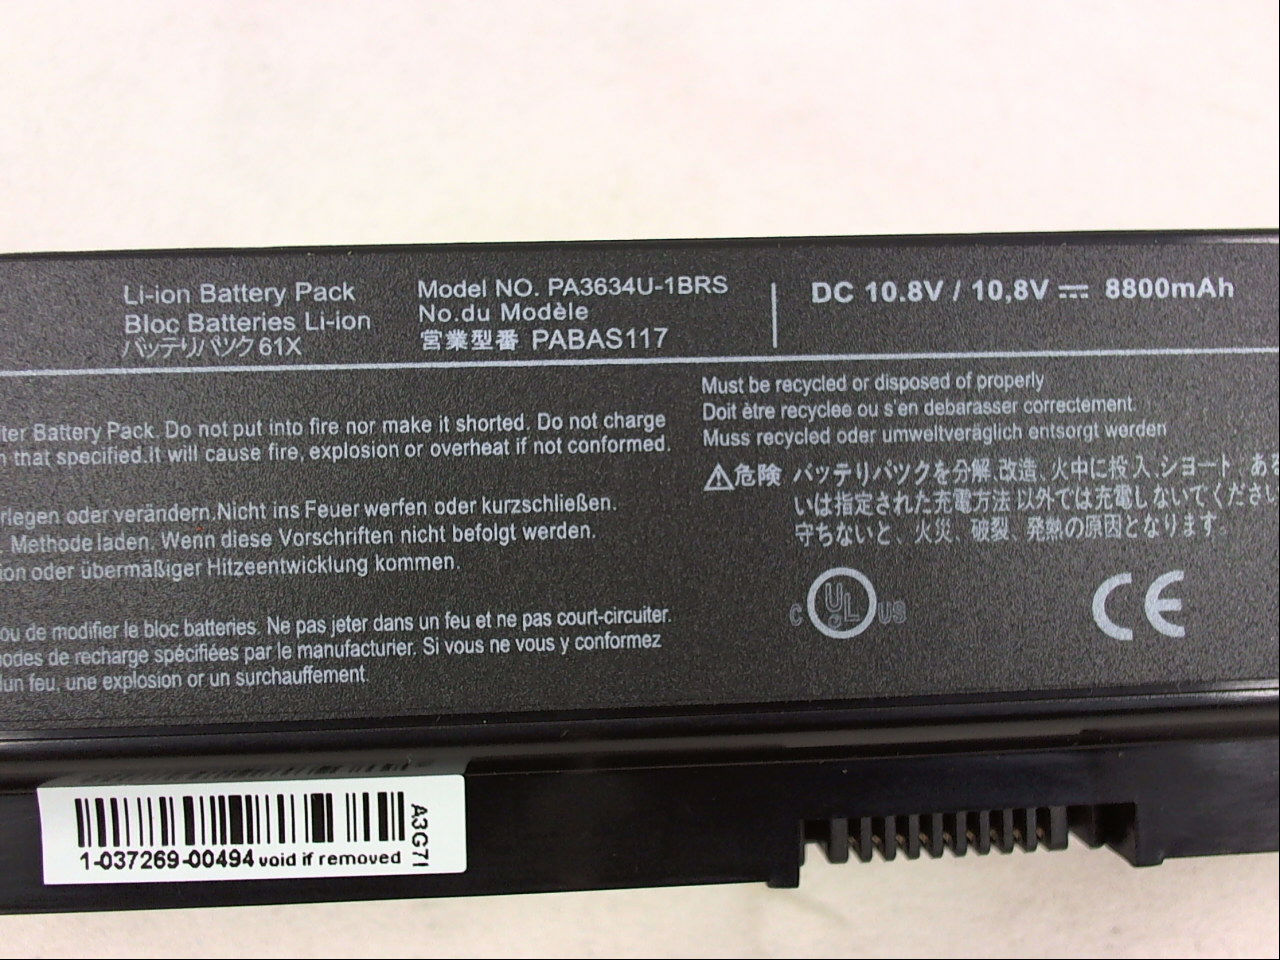 Li-ion Battery Pack
Bloc Batteries Li-ion
バッテリパック 61X
Model NO. PA3634U-1BRS
No.du Modèle
営業型番 PABAS117
DC 10.8V / 10,8V ⎓ 8800mAh
Battery Pack. Do not put into fire nor make it shorted. Do not charge
that specified.it will cause fire, explosion or overheat if not conformed.
oder verändern.Nicht ins Feuer werfen oder kurzschließen.
Methode laden. Wenn diese Vorschriften nicht befolgt werden.
oder übermäßiger Hitzeentwicklung kommen.
ou de modifier le bloc batteries. Ne pas jeter dans un feu et ne pas court-circuiter.
de recharge spécifiées par le manufacturier. Si vous ne vous y conformez
un feu, une explosion or un surchauffement.
Must be recycled or disposed of properly
Doit être recyclee ou s'en debarasser correctement.
Muss recycled oder umweltveräglich entsorgt werden
⚠危険 バッテリパックを分解、改造、火中に投入、ショート、ある
いは指定された充電方法以外では充電しないてください
守ちないと、火災、破裂、発熱の原因となります。
C UL US
CE
1-037269-00494 void if removed
A3G7I